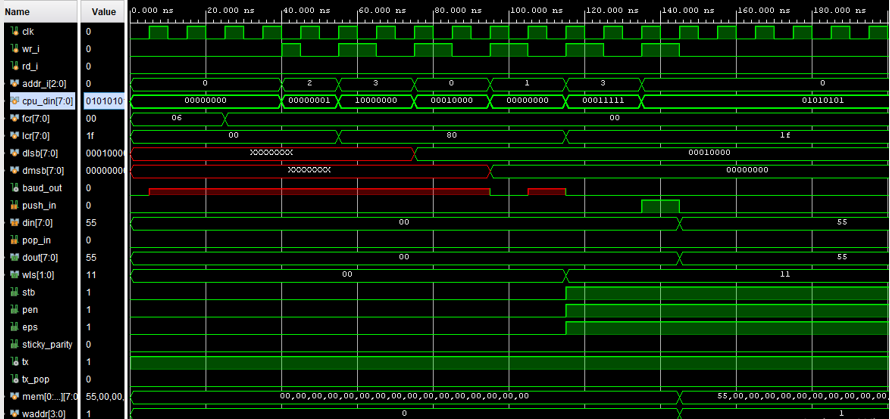 Name Value 0.000 ns 20.000 ns 40.000 ns 60.000 ns 80.000 ns 100.000 ns 120.000 ns 140.000 ns 160.000 ns 180.000 ns
clk 0
wr_i 0
rd_i 0
addr_i[2:0] 0 0 2 3 0 1 3 0
cpu_din[7:0] 01010101 00000000 00000001 10000000 00010000 00000000 00011111 01010101
fcr[7:0] 00 06 00
lcr[7:0] 1f 00 80 1f
dlsb[7:0] 00010000 XXXXXXXX 00010000
dmsb[7:0] 00000000 XXXXXXXX 00000000
baud_out 0
push_in 0
din[7:0] 55 00 55
pop_in 0
dout[7:0] 55 00 55
wls[1:0] 11 00 11
stb 1
pen 1
eps 1
sticky_parity 0
tx 1
tx_pop 0
mem[0:...][7:0] 55,00,00, 00,00,00,00,00,00,00,00,00,00,00,00,00,00,00,00 55,00,00,00,00,00,00,00,00,00,00,0
waddr[3:0] 1 0 1